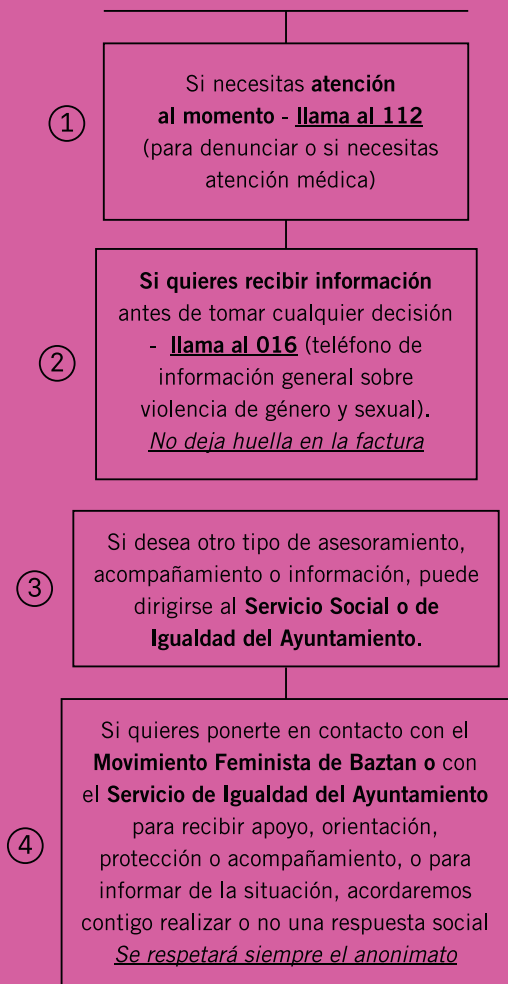 1
Si necesitas atención
al momento - llama al 112
(para denunciar o si necesitas
atención médica)
2
Si quieres recibir información
antes de tomar cualquier decisión
- llama al 016 (teléfono de
información general sobre
violencia de género y sexual).
No deja huella en la factura
3
Si desea otro tipo de asesoramiento,
acompañamiento o información, puede
dirigirse al Servicio Social o de
Igualdad del Ayuntamiento.
4
Si quieres ponerte en contacto con el
Movimiento Feminista de Baztan o con
el Servicio de Igualdad del Ayuntamiento
para recibir apoyo, orientación,
protección o acompañamiento, o para
informar de la situación, acordaremos
contigo realizar o no una respuesta social
Se respetará siempre el anonimato